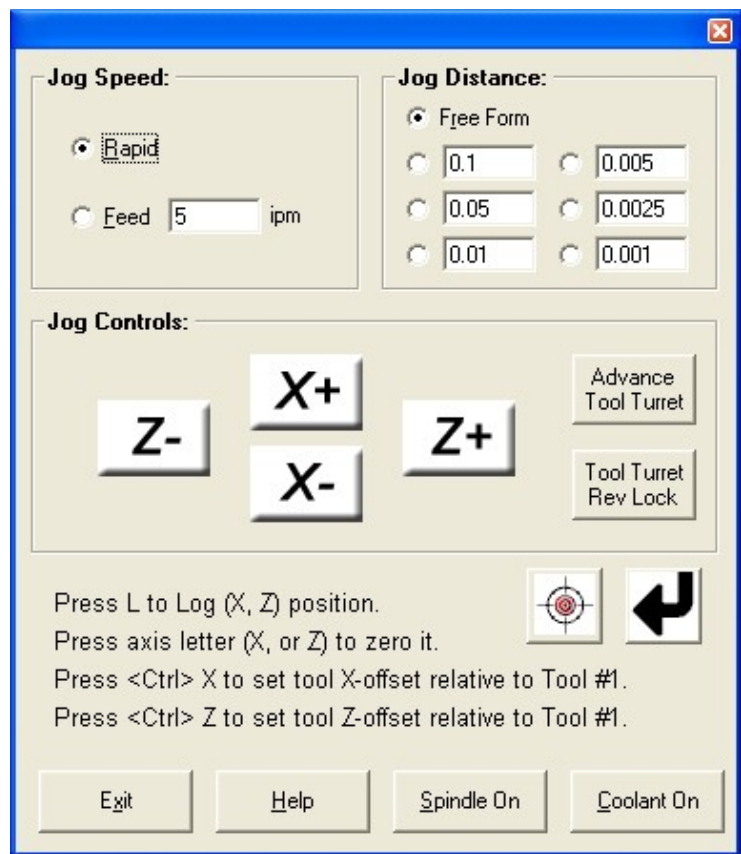 Jog Speed:
Rapid
Feed 5 ipm
Jog Distance:
Free Form
0.1 0.005
0.05 0.0025
0.01 0.001
Jog Controls:
Z-
X+
X-
Z+
Advance
Tool Turret
Tool Turret
Rev Lock
Press L to Log (X, Z) position.
Press axis letter (X, or Z) to zero it.
Press <Ctrl> X to set tool X-offset relative to Tool #1.
Press <Ctrl> Z to set tool Z-offset relative to Tool #1.
Exit Help Spindle On Coolant On